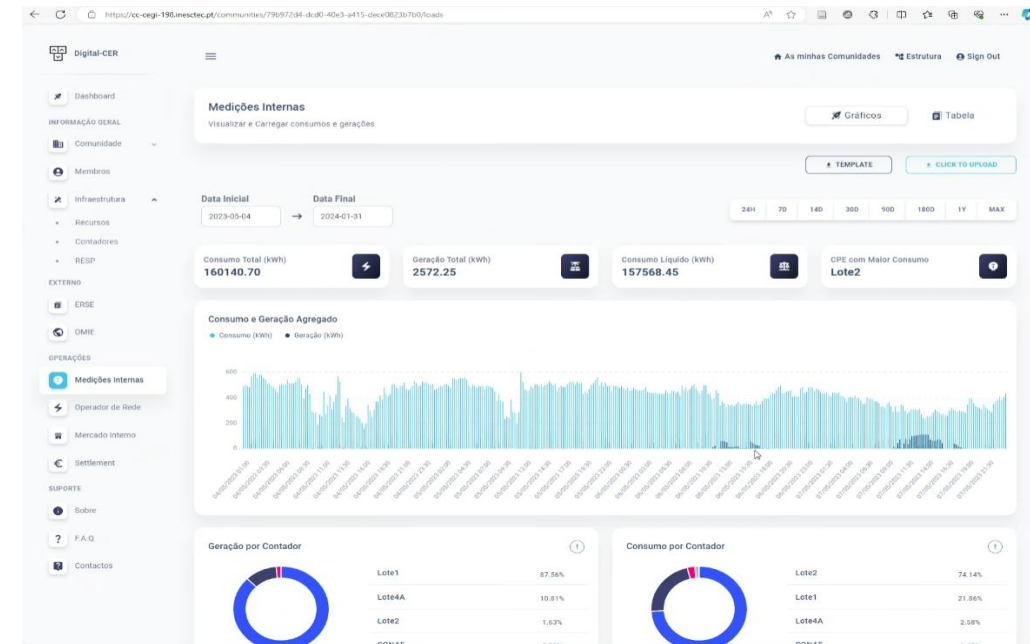 https://cc-cegi-198.inesctec.pt/communities/79b972d4-dcd0-40e3-a415-dece0823b7b0/loads
Digital-CER
As minhas Comunidades
Estrutura
Sign Out
Dashboard
INFORMAÇÃO GERAL
Comunidade
Membros
Infraestrutura
Recursos
Contadores
RESP
EXTERNO
ERSE
OMIE
OPERAÇÕES
Medições Internas
Operador de Rede
Mercado Interno
Settlement
SUPORTE
Sobre
F.A.Q
Contactos
Medições Internas
Visualizar e Carregar consumos e gerações
Gráficos
Tabela
TEMPLATE
CLICK TO UPLOAD
Data Inicial
2023-05-04
→
Data Final
2024-01-31
24H 7D 14D 30D 90D 180D 1Y MAX
Consumo Total (kWh)
160140.70
Geração Total (kWh)
2572.25
Consumo Líquido (kWh)
157568.45
CPE com Maior Consumo
Lote2
Consumo e Geração Agregado
Consumo (kWh) Geração (kWh)
600
400
200
0
Geração por Contador
Lote1 87.56%
Lote4A 10.81%
Lote2 1.63%
Consumo por Contador
Lote2 74.14%
Lote1 21.86%
Lote4A 2.58%